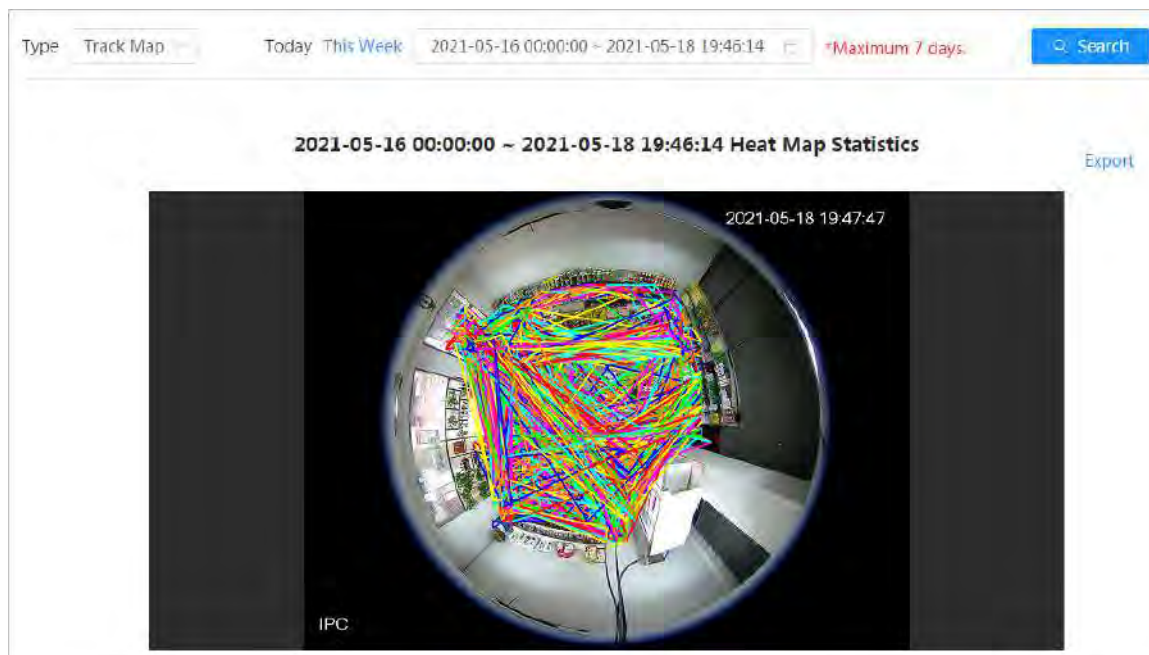 Type Track Map Today This Week 2021-05-16 00:00:00 ~ 2021-05-18 19:46:14 *Maximum 7 days. Search
2021-05-16 00:00:00 ~ 2021-05-18 19:46:14 Heat Map Statistics
Export
2021-05-18 19:47:47
IPC